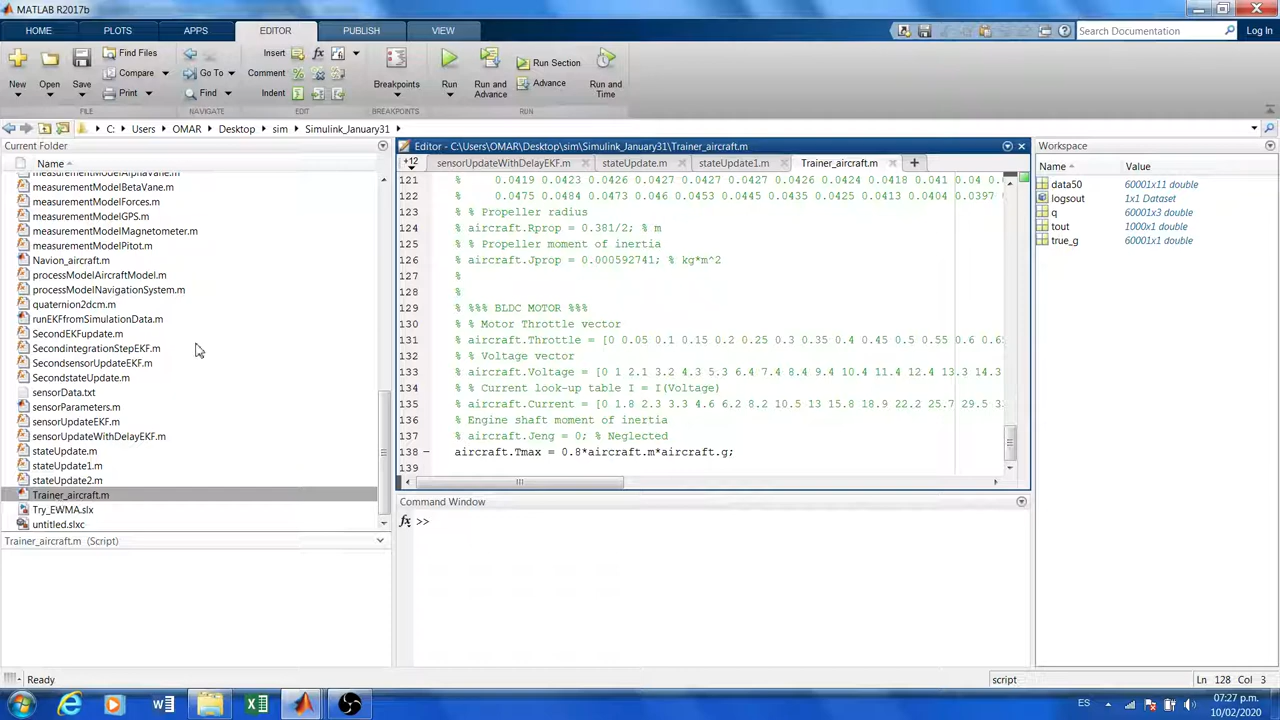 MATLAB R2017b
HOME PLOTS APPS EDITOR PUBLISH VIEW
Search Documentation Log In
New Open Save Find Files Compare Print
Go To Find
Insert fx Comment Indent
Breakpoints Run Run and Advance Run Section Advance Run and Time
FILE NAVIGATE EDIT BREAKPOINTS RUN
C: Users OMAR Desktop sim Simulink_January31
Current Folder
Name
measurementModelAlphaVane.m
measurementModelBetaVane.m
measurementModelForces.m
measurementModelGPS.m
measurementModelMagnetometer.m
measurementModelPitot.m
Navion_aircraft.m
processModelAircraftModel.m
processModelNavigationSystem.m
quaternion2dcm.m
runEKFfromSimulationData.m
SecondEKFupdate.m
SecondintegrationStepEKF.m
SecondsensorUpdateEKF.m
SecondstateUpdate.m
sensorData.txt
sensorParameters.m
sensorUpdateEKF.m
sensorUpdateWithDelayEKF.m
stateUpdate.m
stateUpdate1.m
stateUpdate2.m
Trainer_aircraft.m
Try_EWMA.slx
untitled.slxc
Trainer_aircraft.m (Script)
Editor - C:\Users\OMAR\Desktop\sim\Simulink_January31\Trainer_aircraft.m
+12 sensorUpdateWithDelayEKF.m stateUpdate.m stateUpdate1.m Trainer_aircraft.m
121 % 0.0419 0.0423 0.0426 0.0427 0.0427 0.0427 0.0426 0.0424 0.0418 0.041 0.04
122 % 0.0475 0.0484 0.0473 0.046 0.0453 0.0445 0.0435 0.0425 0.0413 0.0404 0.0397
123 % % Propeller radius
124 % aircraft.Rprop = 0.381/2; % m
125 % % Propeller moment of inertia
126 % aircraft.Jprop = 0.000592741; % kg*m^2
127 %
128 %
129 % %%% BLDC MOTOR %%%
130 % % Motor Throttle vector
131 % aircraft.Throttle = [0 0.05 0.1 0.15 0.2 0.25 0.3 0.35 0.4 0.45 0.5 0.55 0.6
132 % % Voltage vector
133 % aircraft.Voltage = [0 1 2.1 3.2 4.3 5.3 6.4 7.4 8.4 9.4 10.4 11.4 12.4 13.3 14.3
134 % % Current look-up table I = I(Voltage)
135 % aircraft.Current = [0 1.8 2.3 3.3 4.6 6.2 8.2 10.5 13 15.8 18.9 22.2 25.7 29.5
136 % Engine shaft moment of inertia
137 % aircraft.Jeng = 0; % Neglected
138 aircraft.Tmax = 0.8*aircraft.m*aircraft.g;
139
Command Window
fx >>
Workspace
Name Value
data50 60001x11 double
logsout 1x1 Dataset
q 60001x3 double
tout 1000x1 double
true_g 60001x1 double
Ready script Ln 128 Col 3
ES 07:27 p.m.
10/02/2020